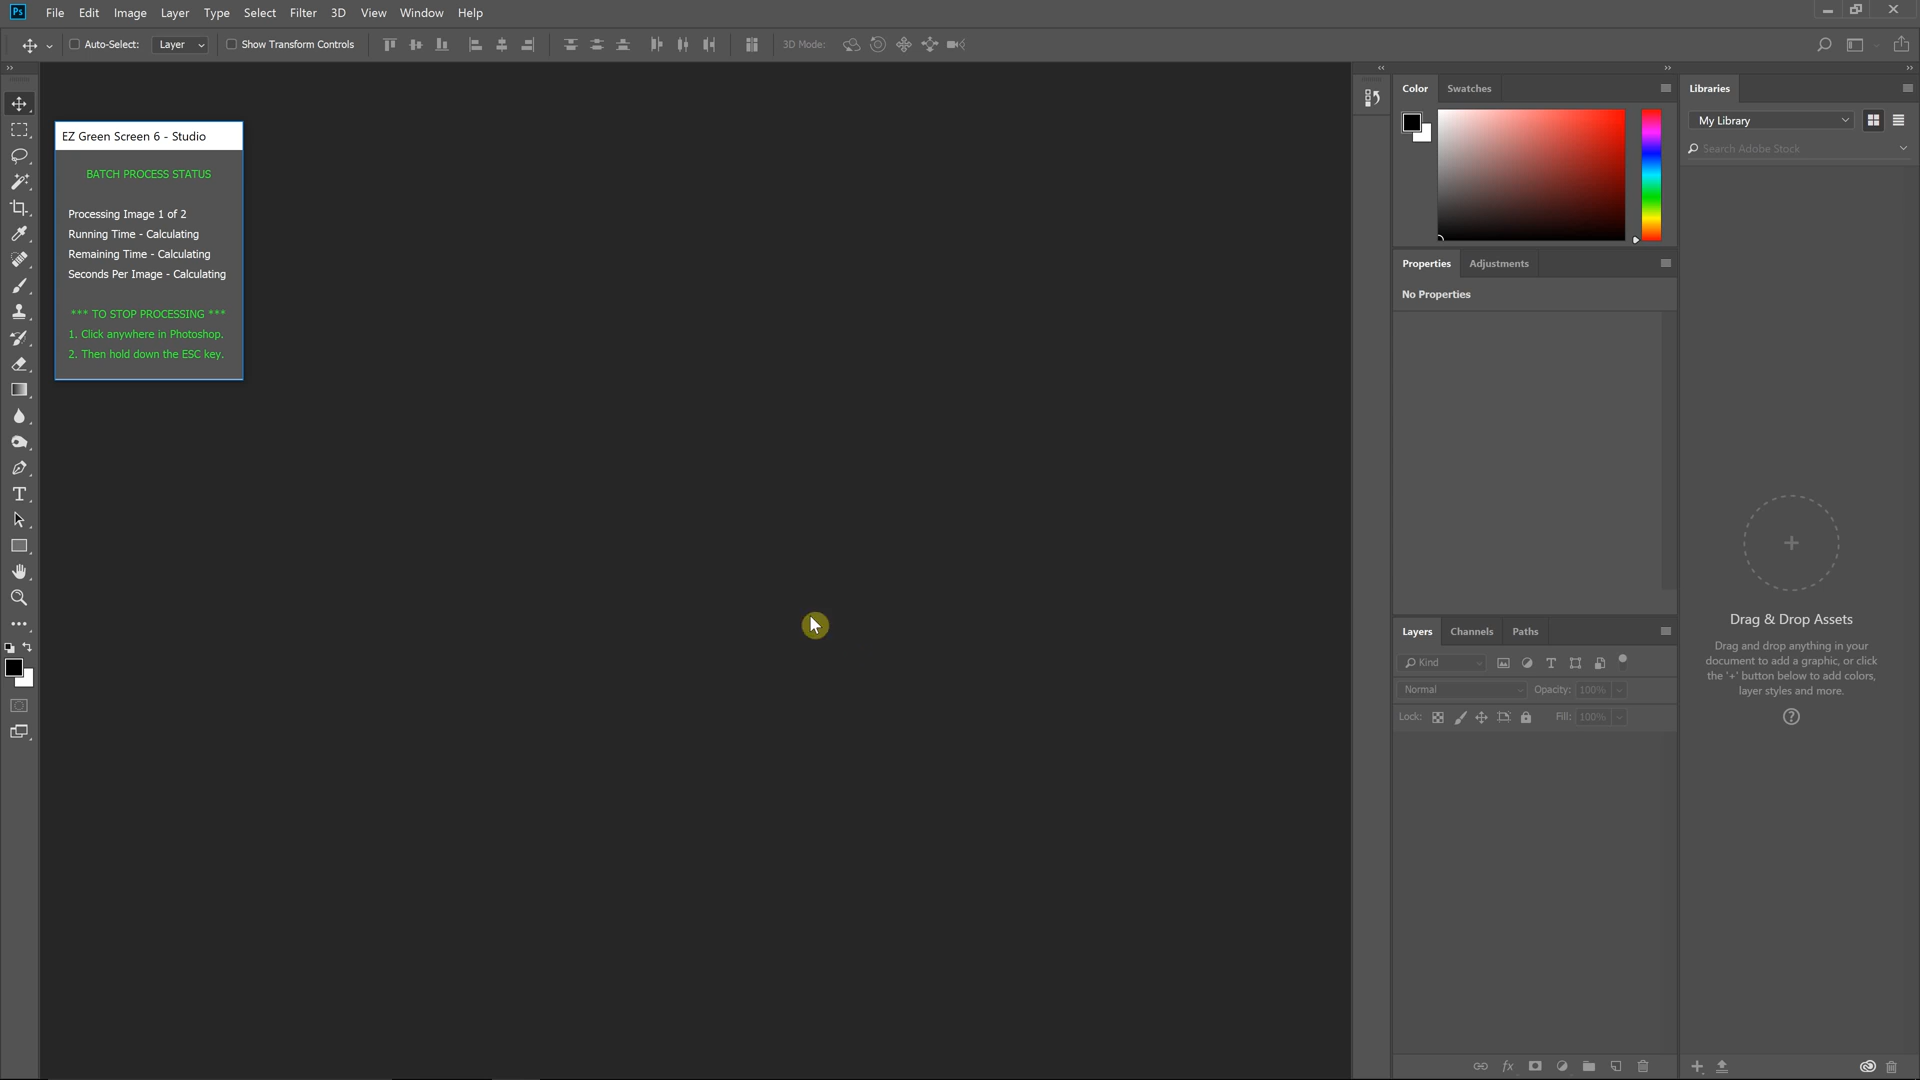 Ps File Edit Image Layer Type Select Filter 3D View Window Help
Auto-Select: Layer Show Transform Controls 3D Mode:
EZ Green Screen 6 - Studio
BATCH PROCESS STATUS
Processing Image 1 of 2
Running Time - Calculating
Remaining Time - Calculating
Seconds Per Image - Calculating
*** TO STOP PROCESSING ***
1. Click anywhere in Photoshop.
2. Then hold down the ESC key.
Color Swatches
Properties Adjustments
No Properties
Layers Channels Paths
Kind
Normal Opacity: 100%
Lock: Fill: 100%
fx
Libraries
My Library
Search Adobe Stock
Drag & Drop Assets
Drag and drop anything in your
document to add a graphic, or click
the '+' button below to add colors,
layer styles and more.